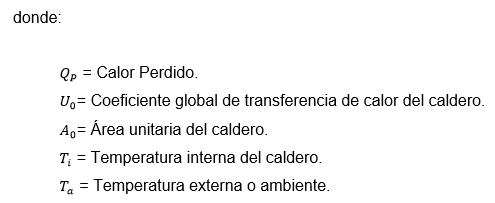 donde:
Q_P = Calor Perdido.
U_0= Coeficiente global de transferencia de calor del caldero.
A_0= Área unitaria del caldero.
T_i = Temperatura interna del caldero.
T_a = Temperatura externa o ambiente.